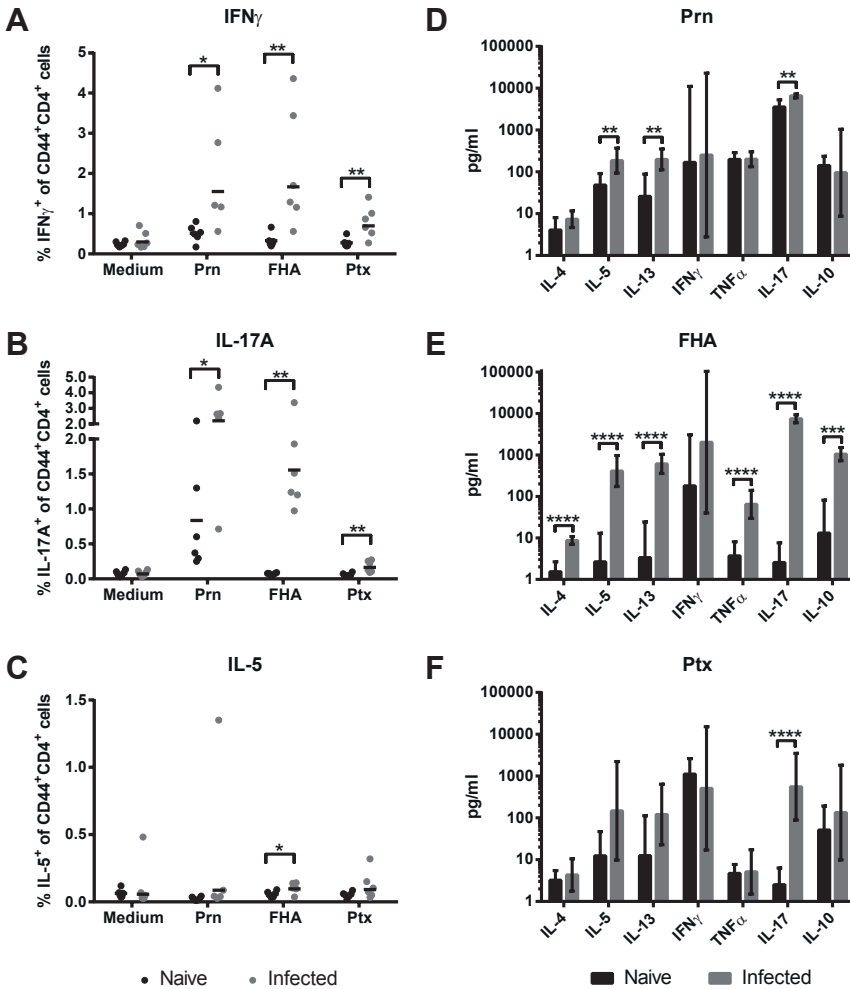 A
IFNγ
% IFNγ⁺ of CD44⁺CD4⁺ cells
5
4
3
2
1
0
*
**
**
Medium Prn FHA Ptx
B
IL-17A
% IL-17A⁺ of CD44⁺CD4⁺ cells
5.0
4.0
3.0
2.0
2.0
1.5
1.0
0.5
0.0
*
**
**
Medium Prn FHA Ptx
C
IL-5
% IL-5⁺ of CD44⁺CD4⁺ cells
1.5
1.0
0.5
0.0
*
Medium Prn FHA Ptx
Naive Infected
D
Prn
pg/ml
100000
10000
1000
100
10
1
** ** **
IL-4 IL-5 IL-13 IFNγ TNFα IL-17 IL-10
E
FHA
pg/ml
100000
10000
1000
100
10
1
**** **** **** **** **** ***
IL-4 IL-5 IL-13 IFNγ TNFα IL-17 IL-10
F
Ptx
pg/ml
100000
10000
1000
100
10
1
****
IL-4 IL-5 IL-13 IFNγ TNFα IL-17 IL-10
Naive Infected